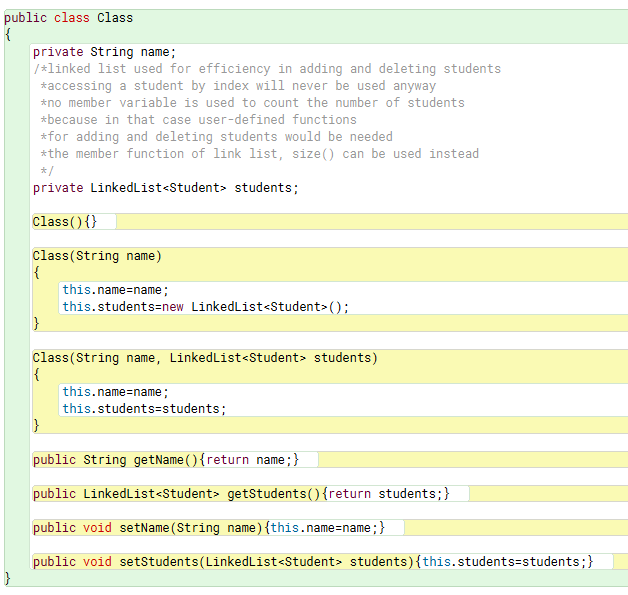 public class Class
{
private String name;
/*linked list used for efficiency in adding and deleting students
*accessing a student by index will never be used anyway
*no member variable is used to count the number of students
*because in that case user-defined functions
*for adding and deleting students would be needed
*the member function of link list, size() can be used instead
*/
private LinkedList<Student> students;
Class(){}
Class(String name)
{
this.name=name;
this.students=new LinkedList<Student>();
}
Class(String name, LinkedList<Student> students)
{
this.name=name;
this.students=students;
}
public String getName(){return name;}
public LinkedList<Student> getStudents(){return students;}
public void setName(String name){this.name=name;}
public void setStudents(LinkedList<Student> students){this.students=students;}
}